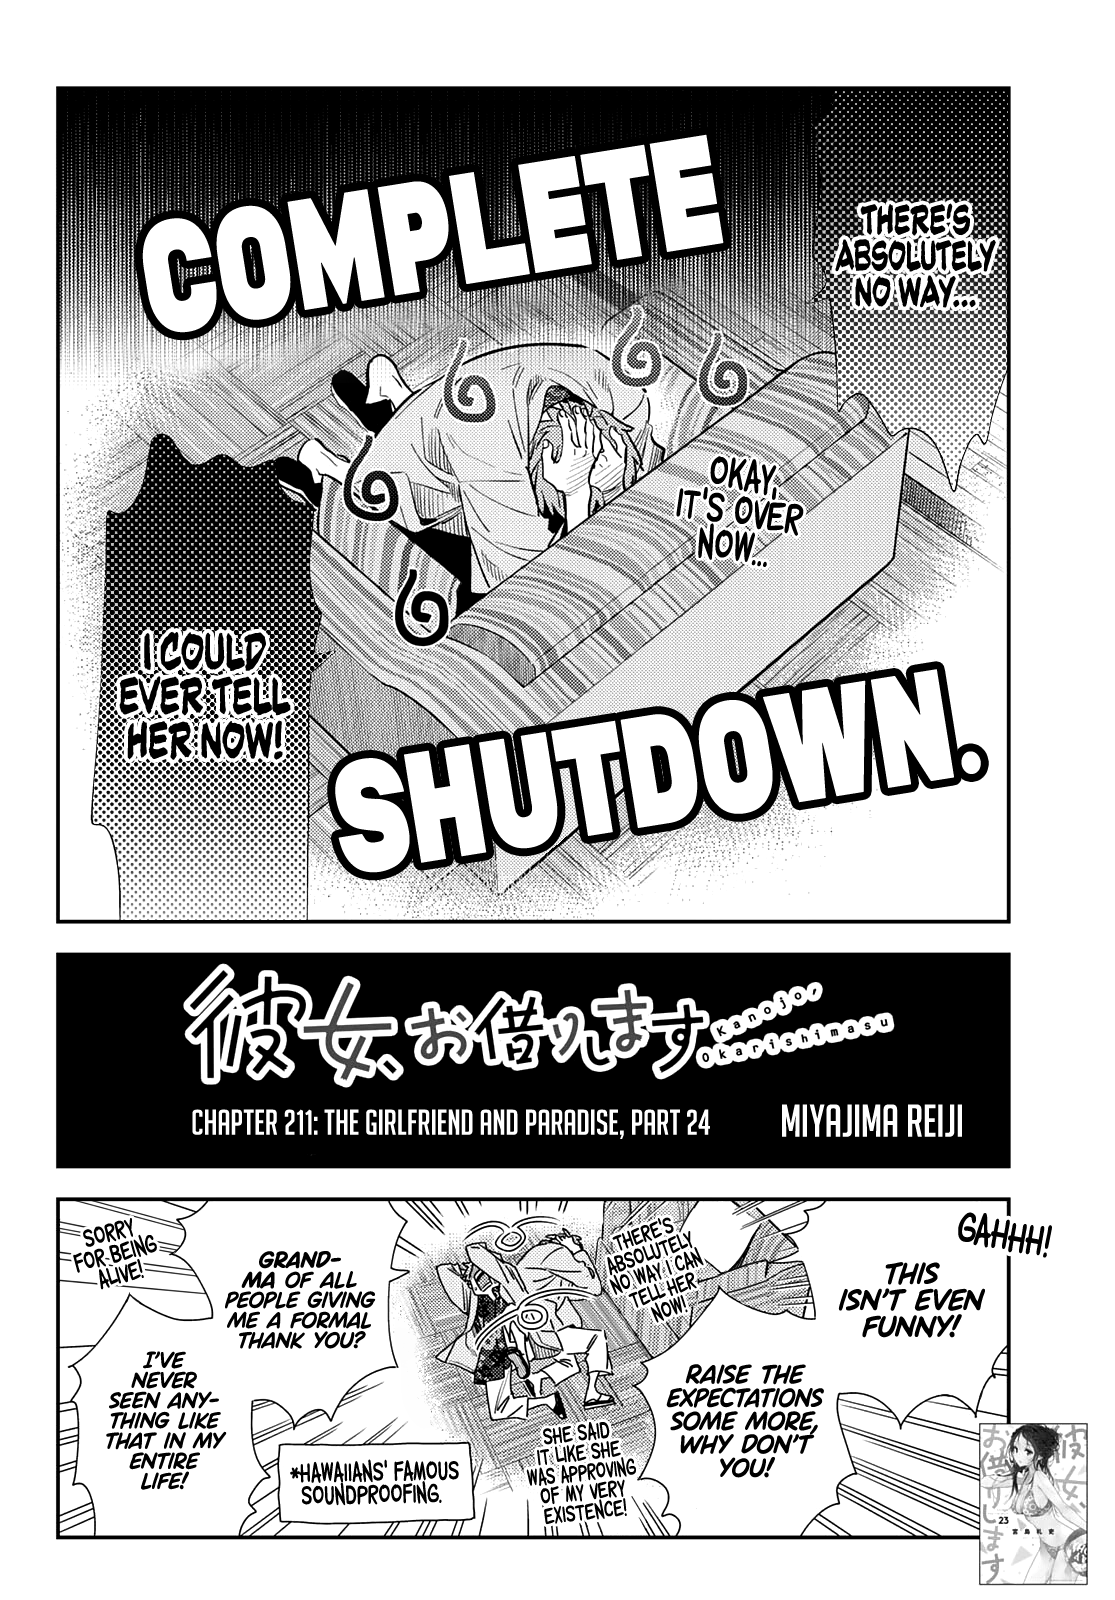 COMPLETE
THERE'S
ABSOLUTELY
NO WAY...
OKAY,
IT'S OVER
NOW...
I COULD
EVER TELL
HER NOW!
SHUTDOWN.
彼女、お借りします
Kanojo,
Okarishimasu
CHAPTER 211: THE GIRLFRIEND AND PARADISE, PART 24
MIYAJIMA REIJI
GAHHH!
THIS
ISN'T EVEN
FUNNY!
RAISE THE
EXPECTATIONS
SOME MORE,
WHY DON'T
YOU!
THERE'S
ABSOLUTELY
NO WAY I CAN
TELL HER
NOW!
SHE SAID
IT LIKE SHE
WAS APPROVING
OF MY VERY
EXISTENCE!
GRAND-
MA OF ALL
PEOPLE GIVING
ME A FORMAL
THANK YOU?
*HAWAIIANS' FAMOUS
SOUNDPROOFING.
SORRY
FOR BEING
ALIVE!
I'VE
NEVER
SEEN ANY-
THING LIKE
THAT IN MY
ENTIRE
LIFE!
彼女、
お借りします
23
宮島礼吏